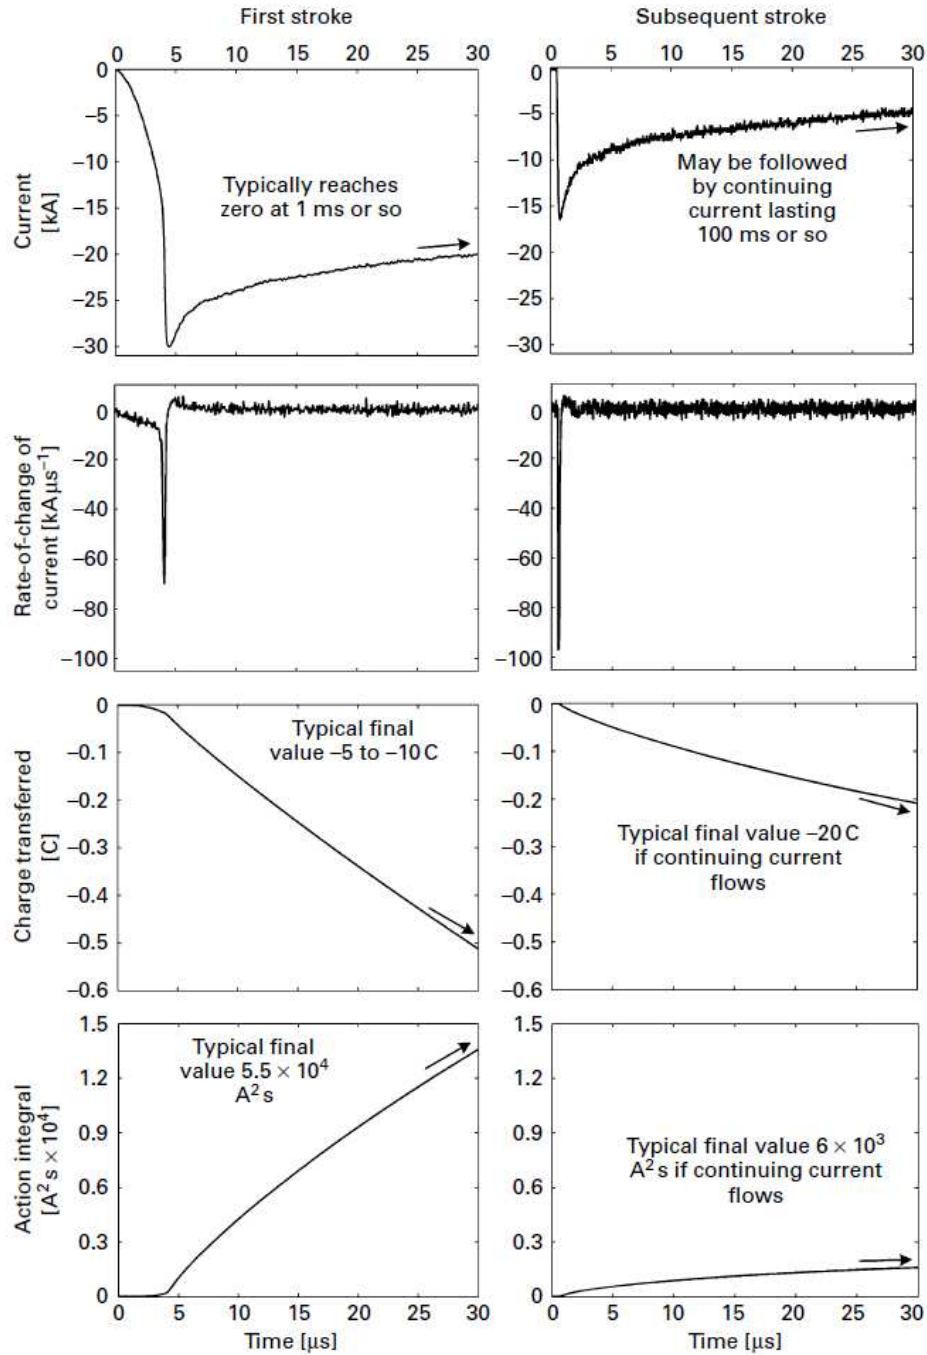 First stroke
Subsequent stroke
0 5 10 15 20 25 30
0 5 10 15 20 25 30
0
–5
–10
–15
–20
–25
–30
Current
[kA]
Typically reaches
zero at 1 ms or so
0
–5
–10
–15
–20
–25
–30
May be followed
by continuing
current lasting
100 ms or so
0
–20
–40
–60
–80
–100
Rate-of-change of
current [kA μs⁻¹]
0
–20
–40
–60
–80
–100
0
–0.1
–0.2
–0.3
–0.4
–0.5
–0.6
Charge transferred
[C]
Typical final
value –5 to –10 C
0
–0.1
–0.2
–0.3
–0.4
–0.5
–0.6
Typical final value –20 C
if continuing current
flows
1.5
1.2
0.9
0.6
0.3
0
Action integral
[A² s × 10⁴]
Typical final
value 5.5 × 10⁴
A² s
1.5
1.2
0.9
0.6
0.3
0
Typical final value 6 × 10³
A² s if continuing current
flows
0 5 10 15 20 25 30
Time [μs]
0 5 10 15 20 25 30
Time [μs]